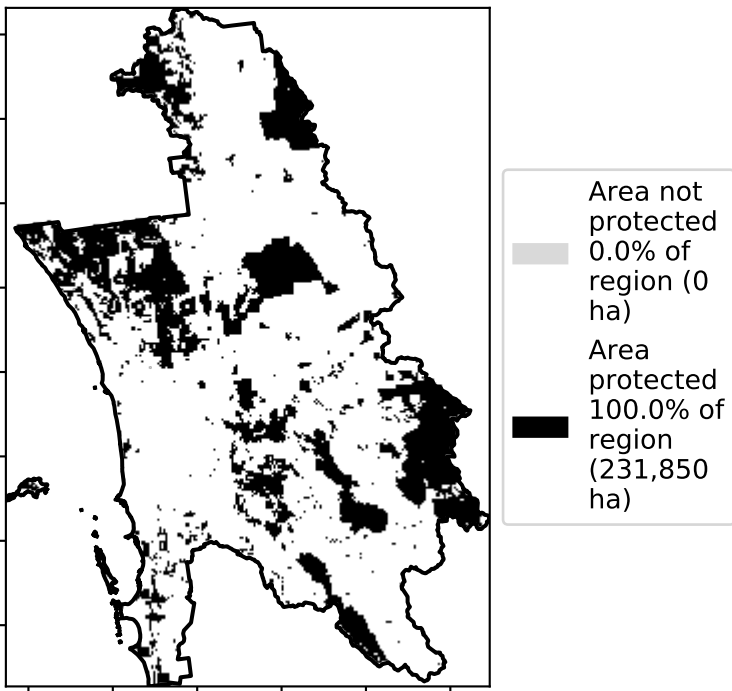 Area not
protected
0.0% of
region (0
ha)
Area
protected
100.0% of
region
(231,850
ha)